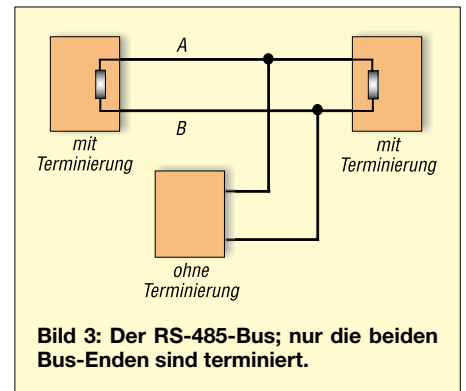 A
B
mit
Terminierung
mit
Terminierung
ohne
Terminierung
Bild 3: Der RS-485-Bus; nur die beiden
Bus-Enden sind terminiert.